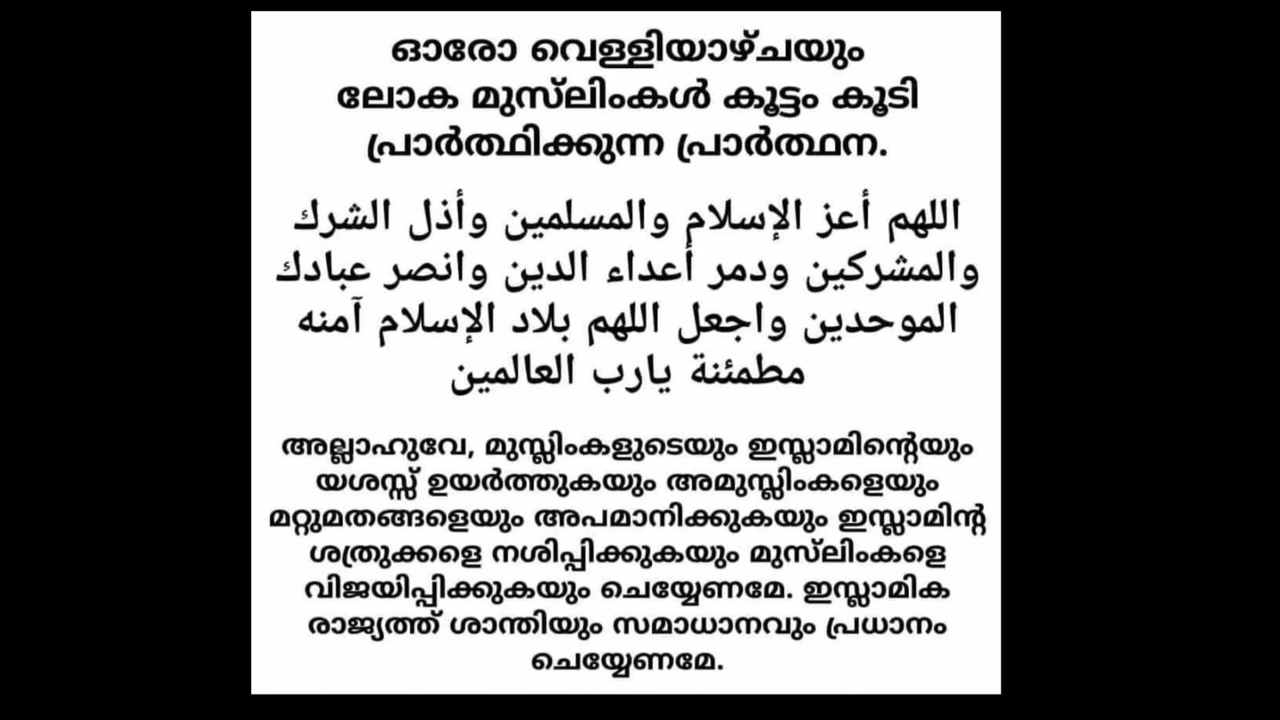 ഓരോ വെള്ളിയാഴ്ചയും
ലോക മുസ്‌ലിംകൾ കൂട്ടം കൂടി
പ്രാർത്ഥിക്കുന്ന പ്രാർത്ഥന.
اللهم أعز الإسلام والمسلمين وأذل الشرك
والمشركين ودمر أعداء الدين وانصر عبادك
الموحدين واجعل اللهم بلاد الإسلام آمنه
مطمئنة يارب العالمين
അല്ലാഹുവേ, മുസ്ലിംകളുടെയും ഇസ്ലാമിന്റെയും
യശസ്സ് ഉയർത്തുകയും അമുസ്ലിംകളെയും
മറ്റുമതങ്ങളെയും അപമാനിക്കുകയും ഇസ്ലാമിന്റ
ശത്രുക്കളെ നശിപ്പിക്കുകയും മുസ്‌ലിംകളെ
വിജയിപ്പിക്കുകയും ചെയ്യേണമേ. ഇസ്ലാമിക
രാജ്യത്ത് ശാന്തിയും സമാധാനവും പ്രധാനം
ചെയ്യേണമേ.